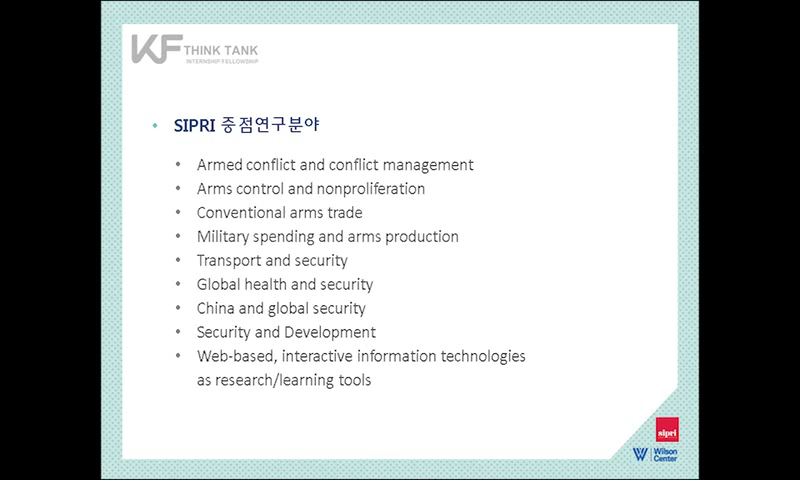 KF THINK TANK
INTERNSHIP/FELLOWSHIP
• SIPRI 중점연구분야
• Armed conflict and conflict management
• Arms control and nonproliferation
• Conventional arms trade
• Military spending and arms production
• Transport and security
• Global health and security
• China and global security
• Security and Development
• Web-based, interactive information technologies
as research/learning tools
sipri
W Wilson
Center